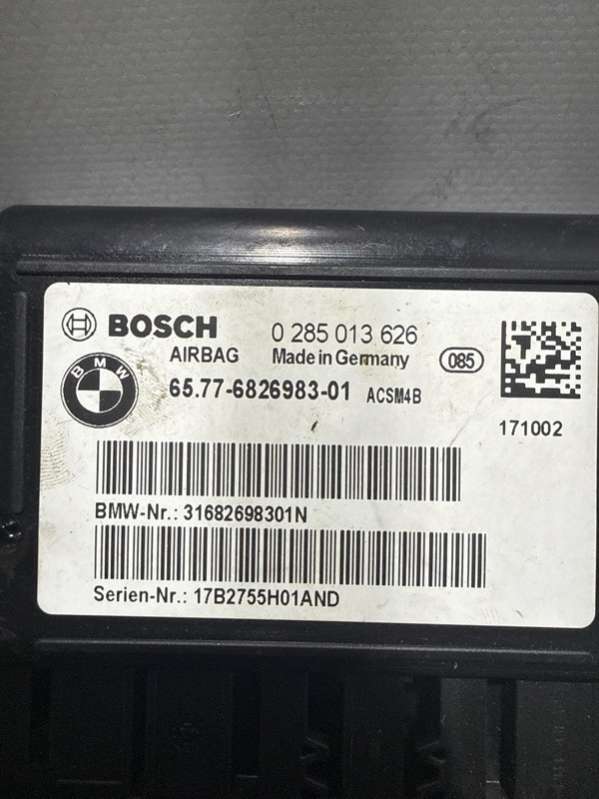 BOSCH 0 285 013 626
AIRBAG Made in Germany 085
BMW 65.77-6826983-01 ACSM4B
171002
BMW-Nr.: 31682698301N
Serien-Nr.: 17B2755H01AND